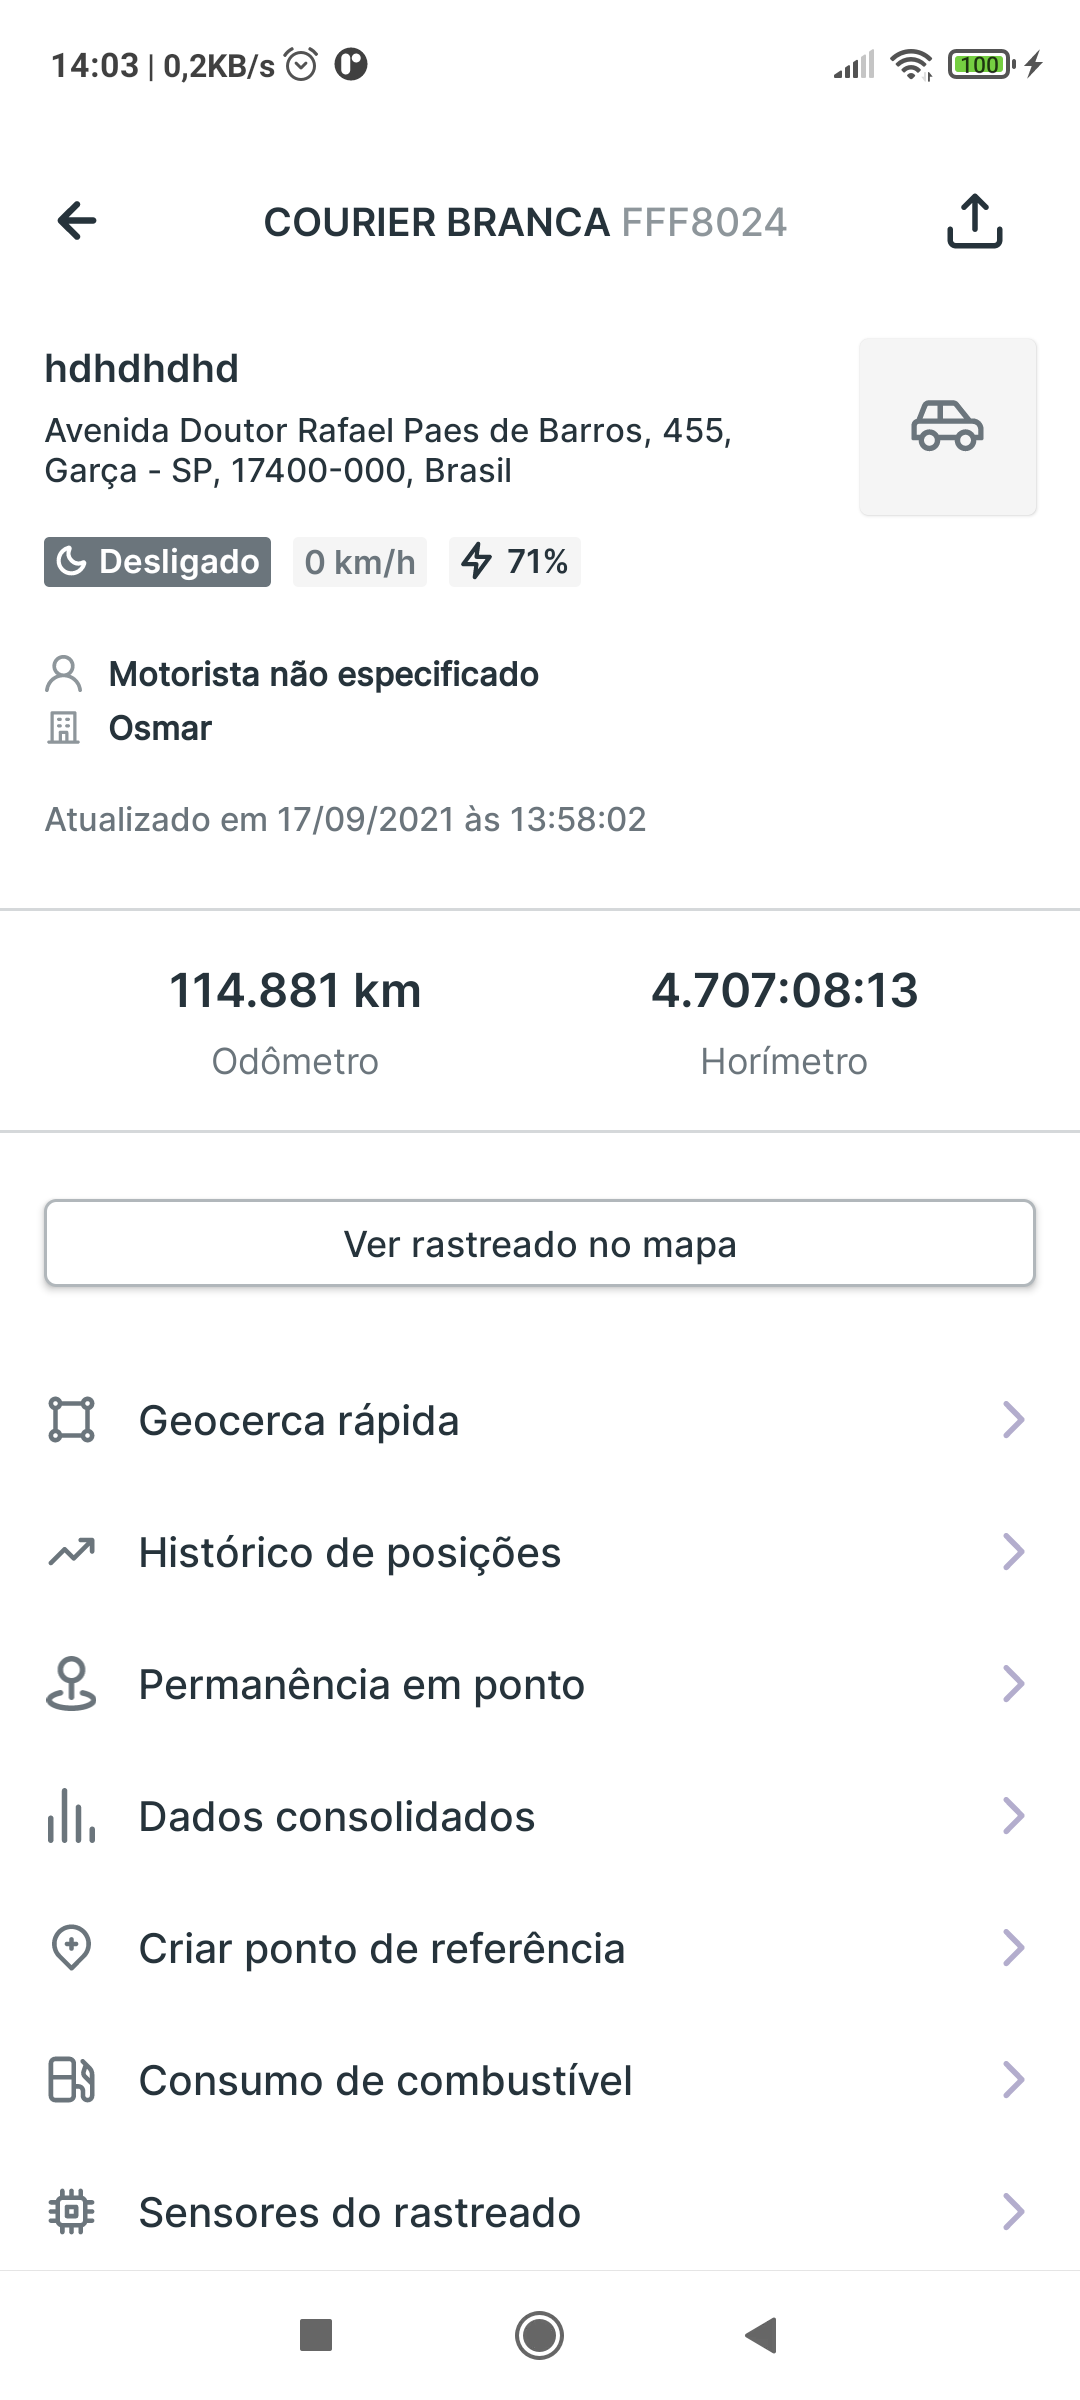 14:03 | 0,2KB/s
100
COURIER BRANCA FFF8024
hdhdhdhd
Avenida Doutor Rafael Paes de Barros, 455,
Garça - SP, 17400-000, Brasil
Desligado 0 km/h 71%
Motorista não especificado
Osmar
Atualizado em 17/09/2021 às 13:58:02
114.881 km 4.707:08:13
Odômetro Horímetro
Ver rastreado no mapa
Geocerca rápida
Histórico de posições
Permanência em ponto
Dados consolidados
Criar ponto de referência
Consumo de combustível
Sensores do rastreado